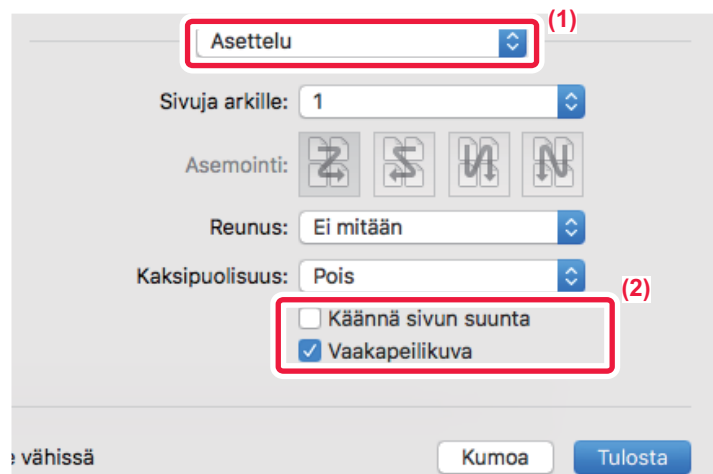 (1)
Asettelu
Sivuja arkille: 1
Asemointi:
Reunus: Ei mitään
Kaksipuolisuus: Pois
(2)
Käännä sivun suunta
Vaakapeilikuva
e vähissä
Kumoa
Tulosta